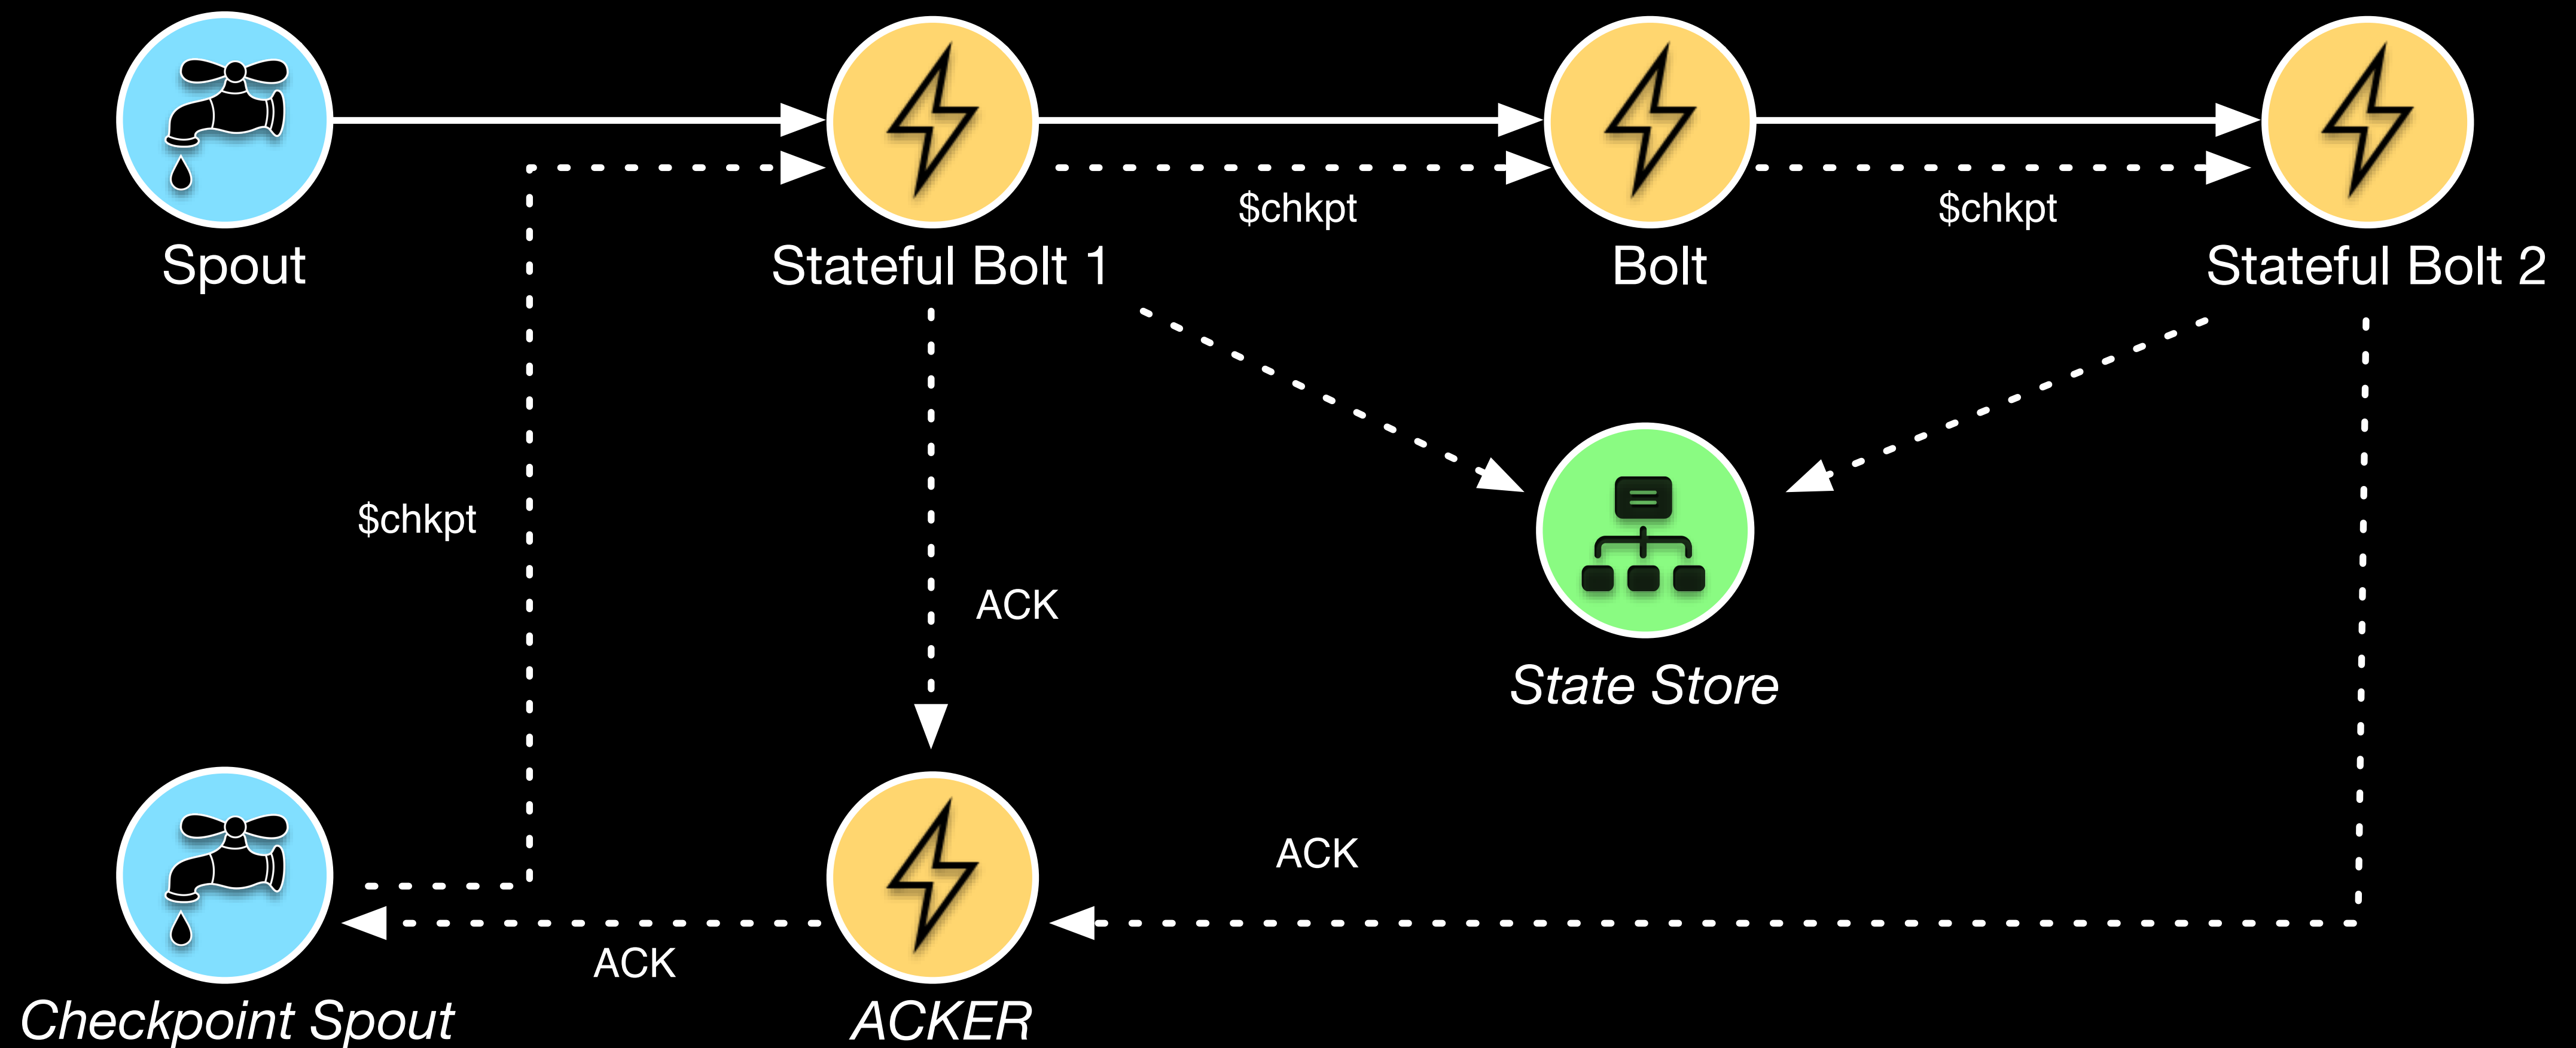 $chkpt
$chkpt
Spout
Stateful Bolt 1
Bolt
Stateful Bolt 2
$chkpt
ACK
State Store
ACK
ACK
Checkpoint Spout
ACKER